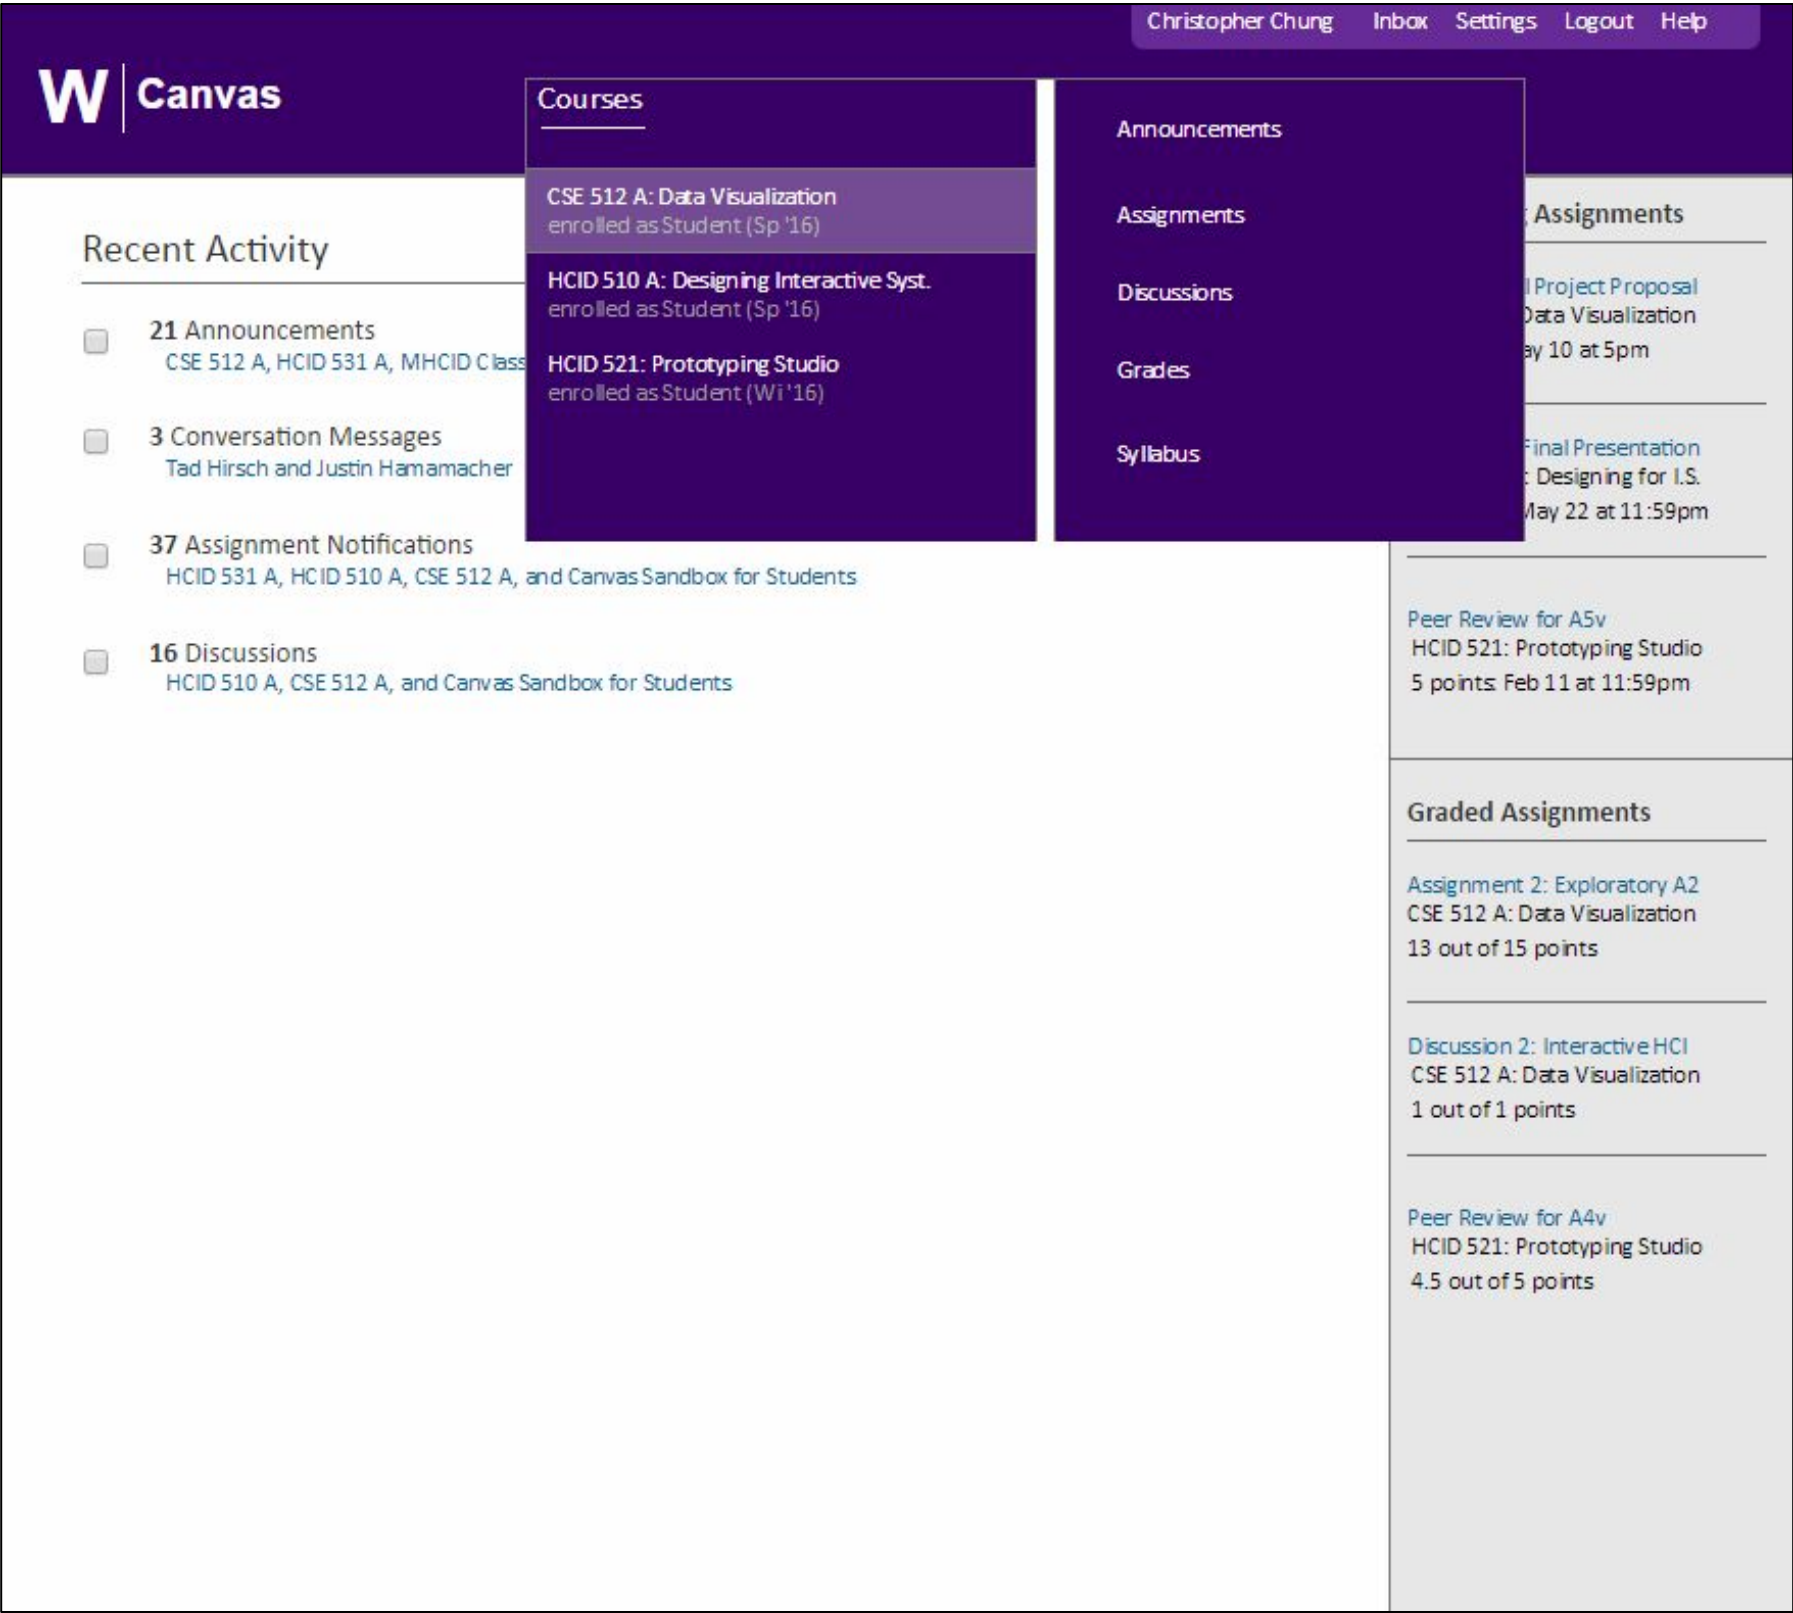 Christopher Chung Inbox Settings Logout Help
W Canvas
Courses
CSE 512 A: Data Visualization
enrolled as Student (Sp '16)
HCID 510 A: Designing Interactive Syst.
enrolled as Student (Sp '16)
HCID 521: Prototyping Studio
enrolled as Student (Wi '16)
Announcements
Assignments
Discussions
Grades
Syllabus
Recent Activity
21 Announcements
CSE 512 A, HCID 531 A, MHCID Class
3 Conversation Messages
Tad Hirsch and Justin Hamamacher
37 Assignment Notifications
HCID 531 A, HCID 510 A, CSE 512 A, and Canvas Sandbox for Students
16 Discussions
HCID 510 A, CSE 512 A, and Canvas Sandbox for Students
Assignments
Project Proposal
Data Visualization
10 at 5pm
Final Presentation
: Designing for I.S.
May 22 at 11:59pm
Peer Review for A5v
HCID 521: Prototyping Studio
5 points: Feb 11 at 11:59pm
Graded Assignments
Assignment 2: Exploratory A2
CSE 512 A: Data Visualization
13 out of 15 points
Discussion 2: Interactive HCI
CSE 512 A: Data Visualization
1 out of 1 points
Peer Review for A4v
HCID 521: Prototyping Studio
4.5 out of 5 points